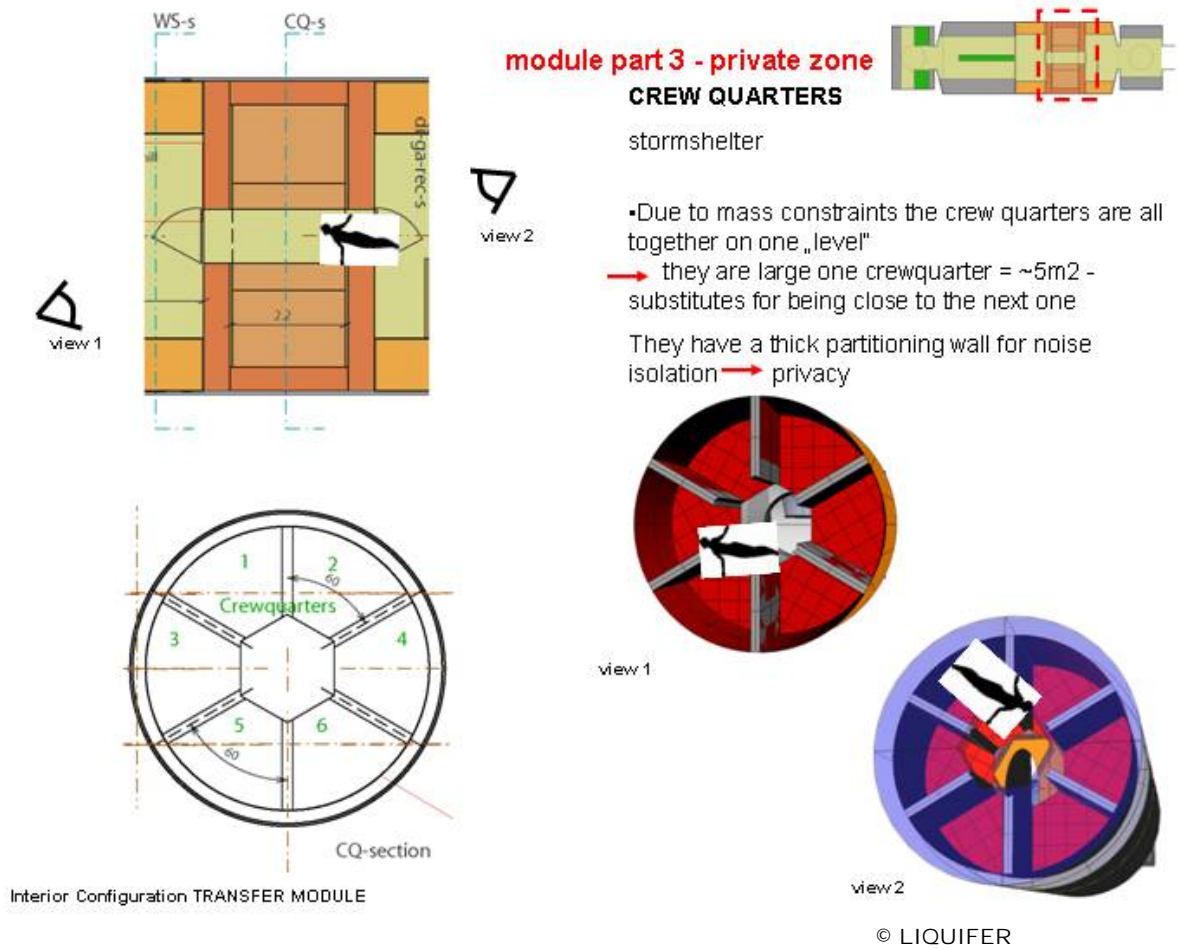 WS-s
CQ-s
module part 3 - private zone
CREW QUARTERS
stormshelter
▪Due to mass constraints the crew quarters are all
together on one „level"
they are large one crewquarter = ~5m2 -
substitutes for being close to the next one
They have a thick partitioning wall for noise
isolation → privacy
view 2
view 1
2.2
1
2
60
Crewquarters
3
4
5
6
60
CQ-section
view 1
view 2
Interior Configuration TRANSFER MODULE
© LIQUIFER